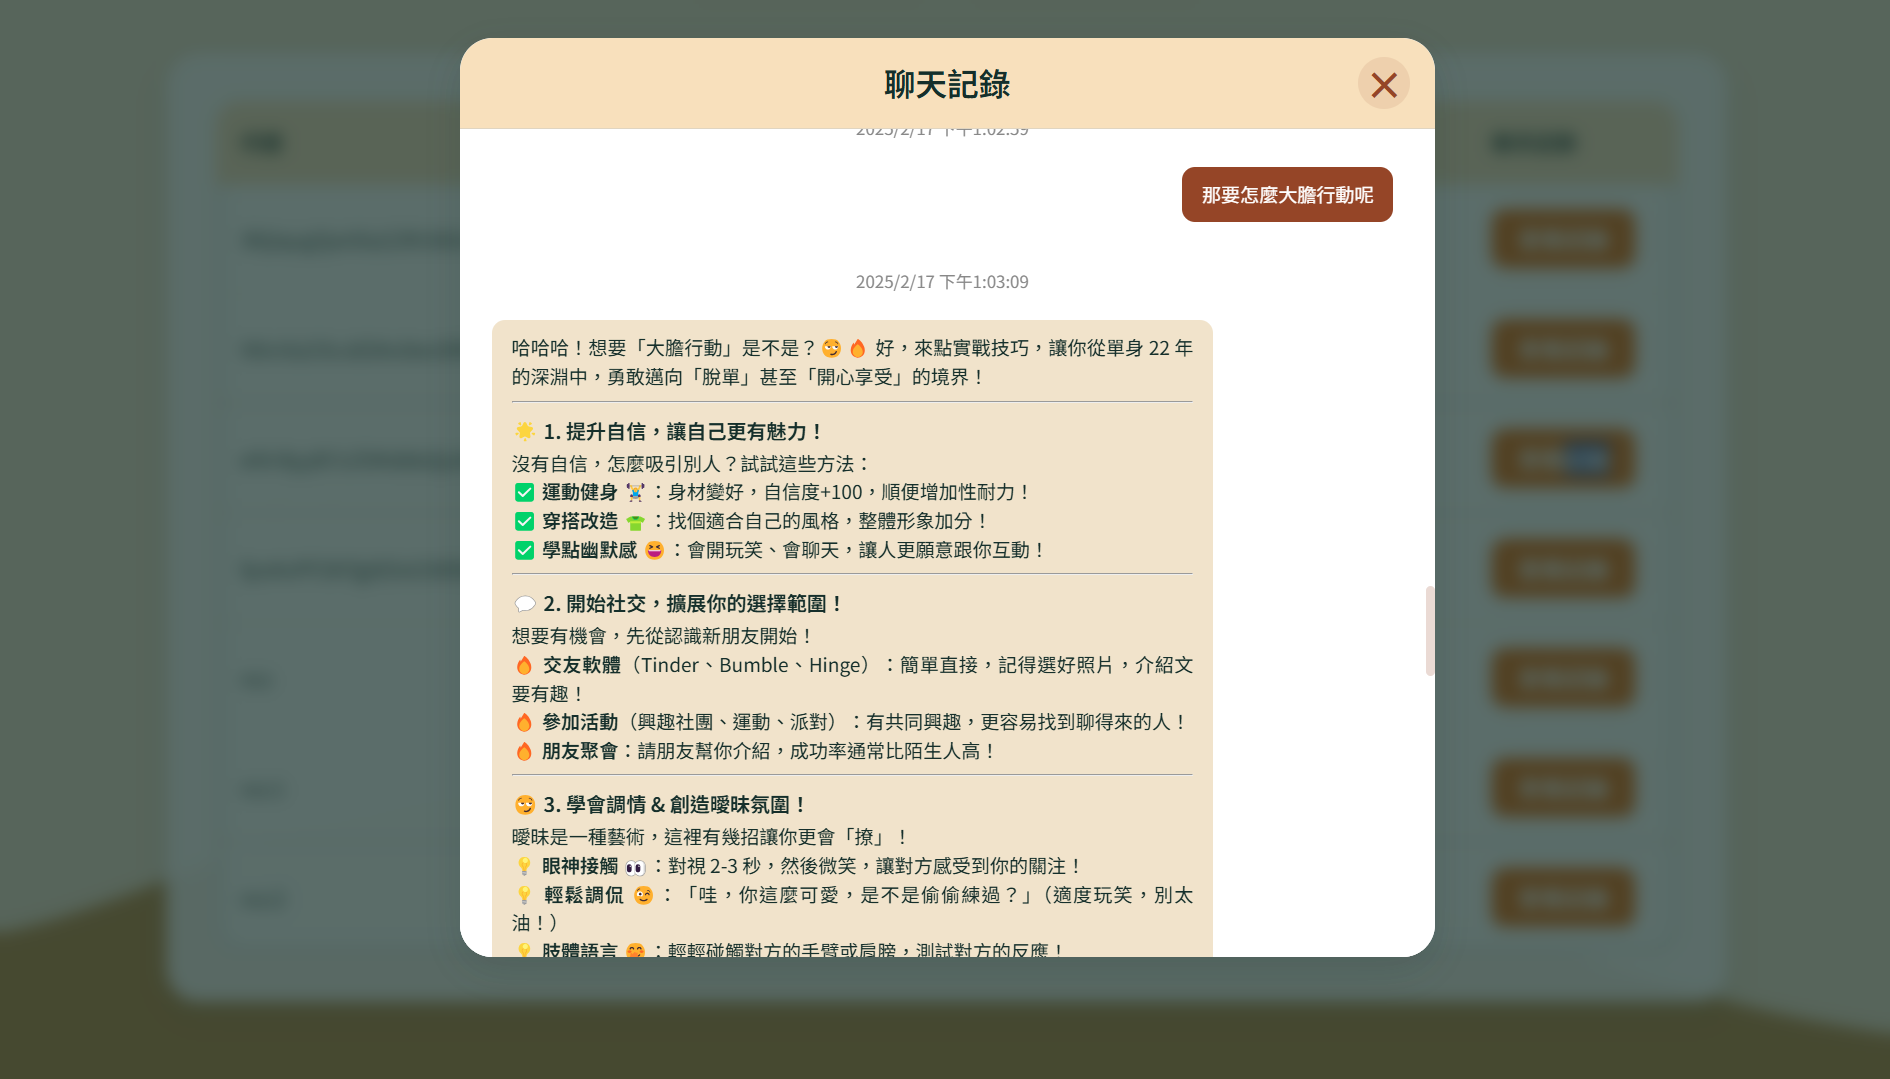 聊天記錄
2025/2/17 下午1:02:59
那要怎麼大膽行動呢
2025/2/17 下午1:03:09
哈哈哈！想要「大膽行動」是不是？😏🔥 好，來點實戰技巧，讓你從單身 22 年
的深淵中，勇敢邁向「脫單」甚至「開心享受」的境界！
🌟 1. 提升自信，讓自己更有魅力！
沒有自信，怎麼吸引別人？試試這些方法：
✅ 運動健身 🏋️：身材變好，自信度+100，順便增加性耐力！
✅ 穿搭改造 👕：找個適合自己的風格，整體形象加分！
✅ 學點幽默感 😆：會開玩笑、會聊天，讓人更願意跟你互動！
💬 2. 開始社交，擴展你的選擇範圍！
想要有機會，先從認識新朋友開始！
🔥 交友軟體（Tinder、Bumble、Hinge）：簡單直接，記得選好照片，介紹文
要有趣！
🔥 參加活動（興趣社團、運動、派對）：有共同興趣，更容易找到聊得來的人！
🔥 朋友聚會：請朋友幫你介紹，成功率通常比陌生人高！
😏 3. 學會調情 & 創造曖昧氛圍！
曖昧是一種藝術，這裡有幾招讓你更會「撩」！
💡 眼神接觸 👀：對視 2-3 秒，然後微笑，讓對方感受到你的關注！
💡 輕鬆調侃 😉：「哇，你這麼可愛，是不是偷偷練過？」（適度玩笑，別太
油！）
💡 肢體語言 🤗：輕輕碰觸對方的手臂或肩膀，測試對方的反應！